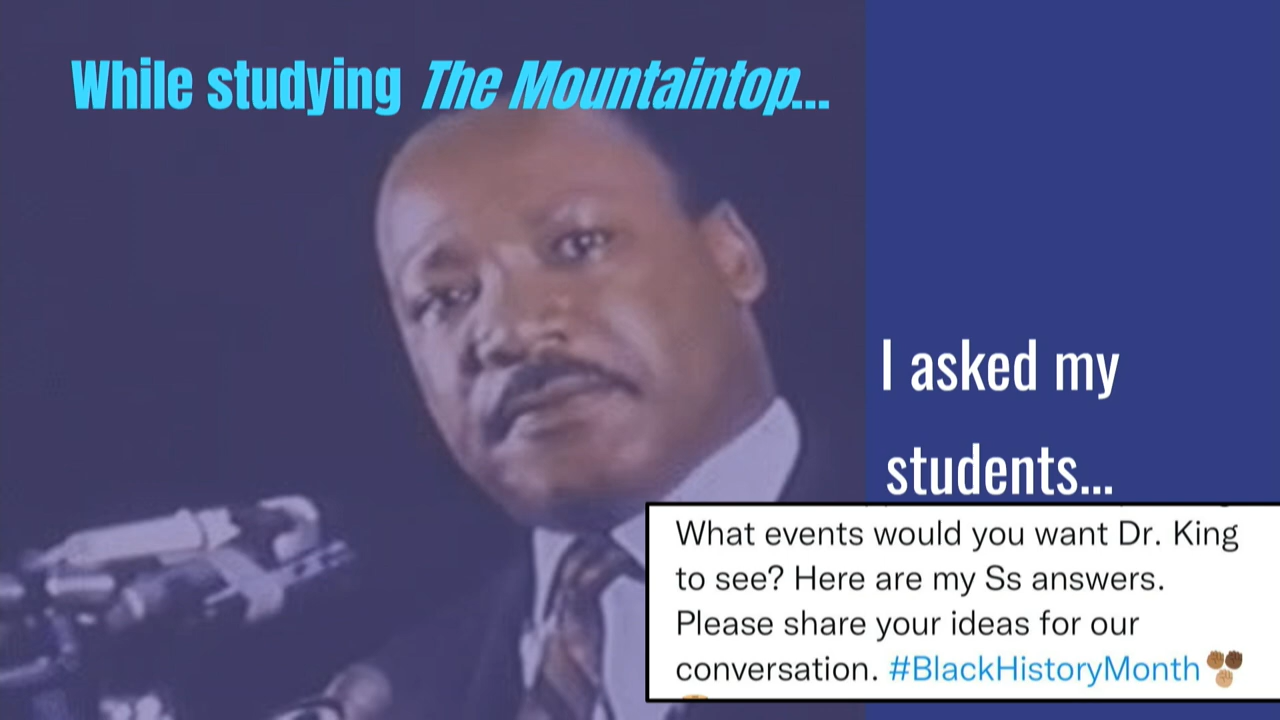 While studying The Mountaintop...
I asked my
students...
What events would you want Dr. King
to see? Here are my Ss answers.
Please share your ideas for our
conversation. #BlackHistoryMonth